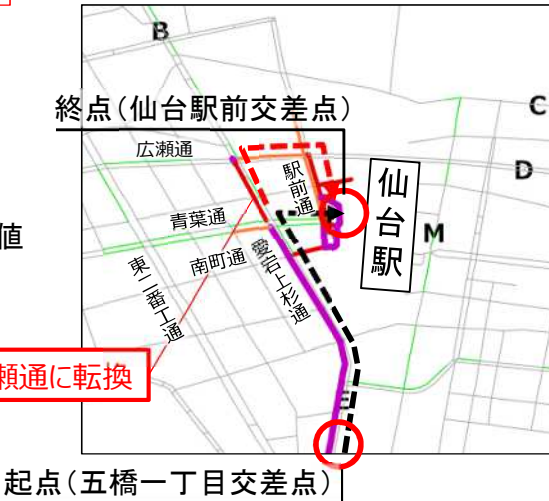 B
終点(仙台駅前交差点)
C
広瀬通
駅前通
D
仙台駅
青葉通
M
値
南町通
愛宕上杉通
東二番丁通
瀬通に転換
E
起点(五橋一丁目交差点)